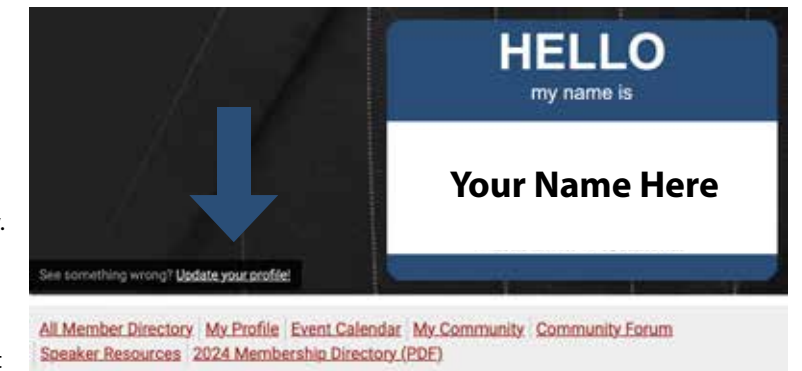 HELLO
my name is
Your Name Here
See something wrong? Update your profile!
All Member Directory My Profile Event Calendar My Community Community Forum
Speaker Resources 2024 Membership Directory (PDF)